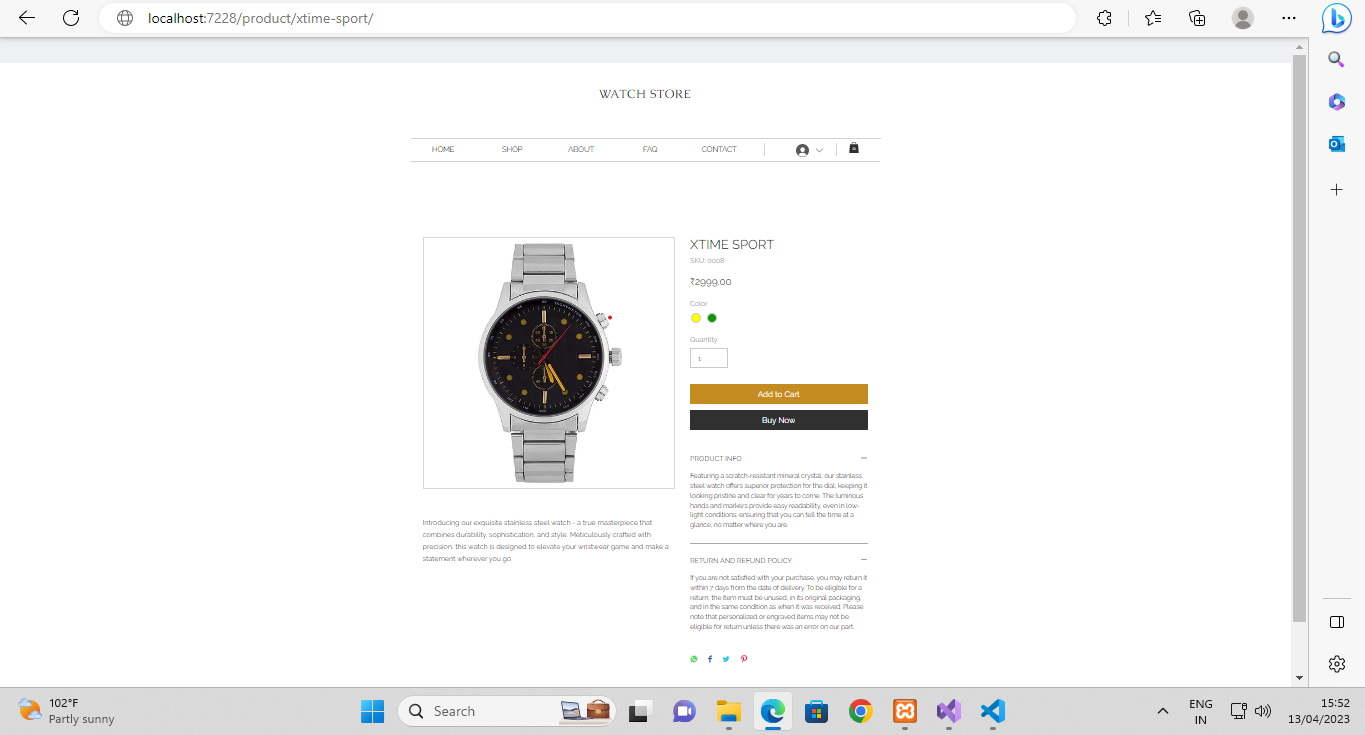 localhost:7228/product/xtime-sport/
WATCH STORE
HOME SHOP ABOUT FAQ CONTACT
XTIME SPORT
SKU: 0008
₹2999.00
Color
Quantity
1
Add to Cart
Buy Now
PRODUCT INFO
Featuring a scratch-resistant mineral crystal, our stainless
steel watch offers superior protection for the dial, keeping it
looking pristine and clear for years to come. The luminous
hands and markers provide easy readability, even in low-
light conditions, ensuring that you can tell the time at a
glance, no matter where you are.
Introducing our exquisite stainless steel watch - a true masterpiece that
combines durability, sophistication, and style. Meticulously crafted with
precision, this watch is designed to elevate your wristwear game and make a
statement wherever you go.
RETURN AND REFUND POLICY
If you are not satisfied with your purchase, you may return it
within 7 days from the date of delivery. To be eligible for a
return, the item must be unused, in its original packaging,
and in the same condition as when it was received. Please
note that personalized or engraved items may not be
eligible for return unless there was an error on our part.
102°F
Partly sunny
Search
ENG
IN
15:52
13/04/2023